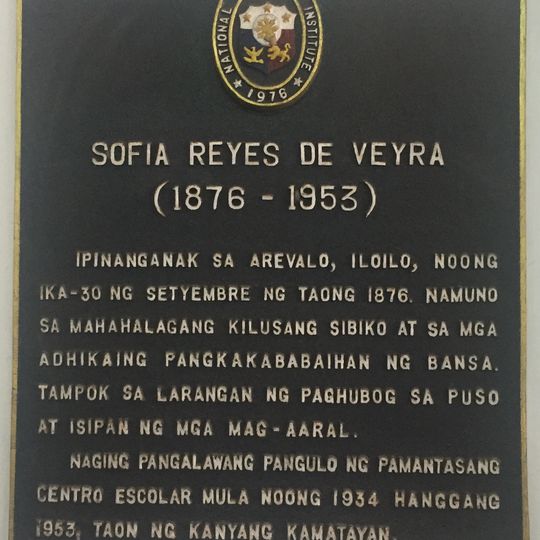 NATIONAL INSTITUTE
1976
SOFIA REYES DE VEYRA
(1876 - 1953)
IPINANGANAK SA AREVALO, ILOILO, NOONG
IKA-30 NG SETYEMBRE NG TAONG 1876. NAMUNO
SA MAHAHALAGANG KILUSANG SIBIKO AT SA MGA
ADHIKAING PANGKAKABABAIHAN NG BANSA.
TAMPOK SA LARANGAN NG PAGHUBOG SA PUSO
AT ISIPAN NG MGA MAG-AARAL.
NAGING PANGALAWANG PANGULO NG PAMANTASANG
CENTRO ESCOLAR MULA NOONG 1934 HANGGANG
1953, TAON NG KANYANG KAMATAYAN.